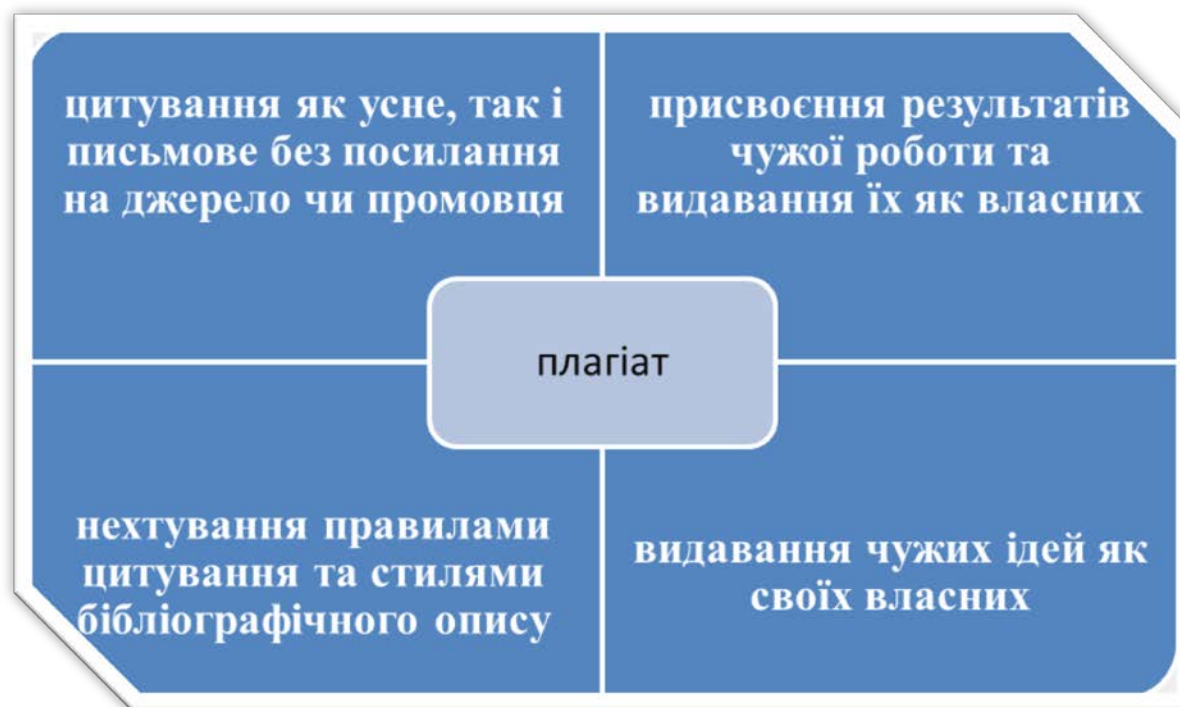 цитування як усне, так і
письмове без посилання
на джерело чи промовця
присвоєння результатів
чужої роботи та
видавання їх як власних
плагіат
нехтування правилами
цитування та стилями
бібліографічного опису
видавання чужих ідей як
своїх власних